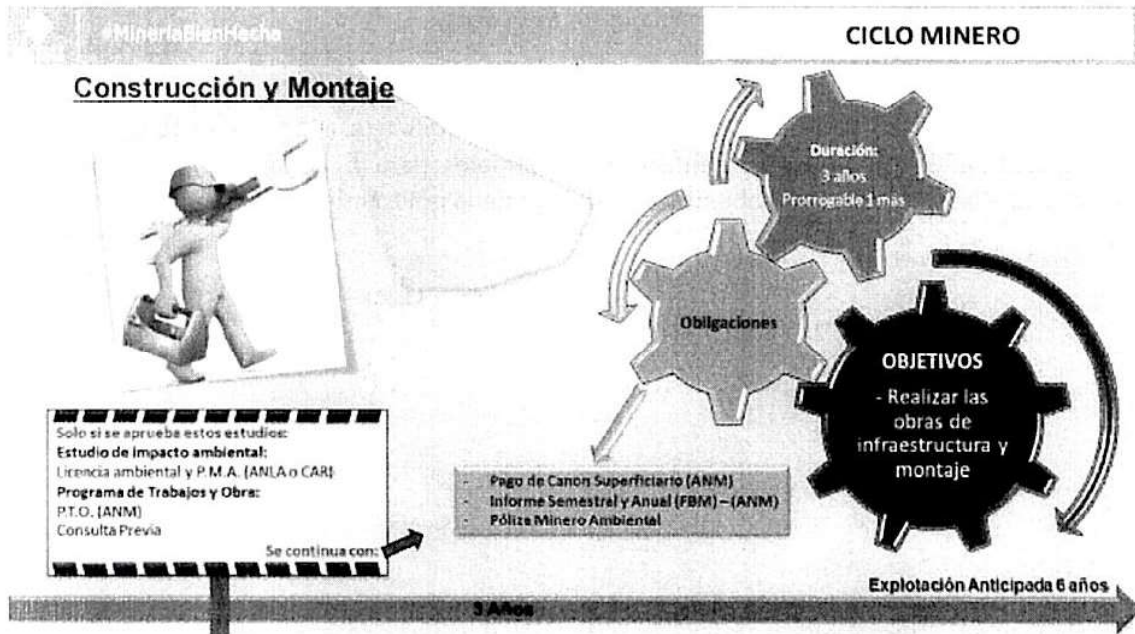 #MineríaBienHecha
CICLO MINERO
Construcción y Montaje
Duración:
3 años
Prorrogable 1 más
Obligaciones
OBJETIVOS
- Realizar las
obras de
infraestructura y
montaje
Solo si se aprueba estos estudios:
Estudio de impacto ambiental:
Licencia ambiental y P.M.A. (ANLA o CAR)
Programa de Trabajos y Obra:
P.T.O. (ANM)
Consulta Previa
Se continua con:
- Pago de Canon Superficiario (ANM)
- Informe Semestral y Anual (FBM) – (ANM)
- Póliza Minero Ambiental
Explotación Anticipada 6 años
3 Años